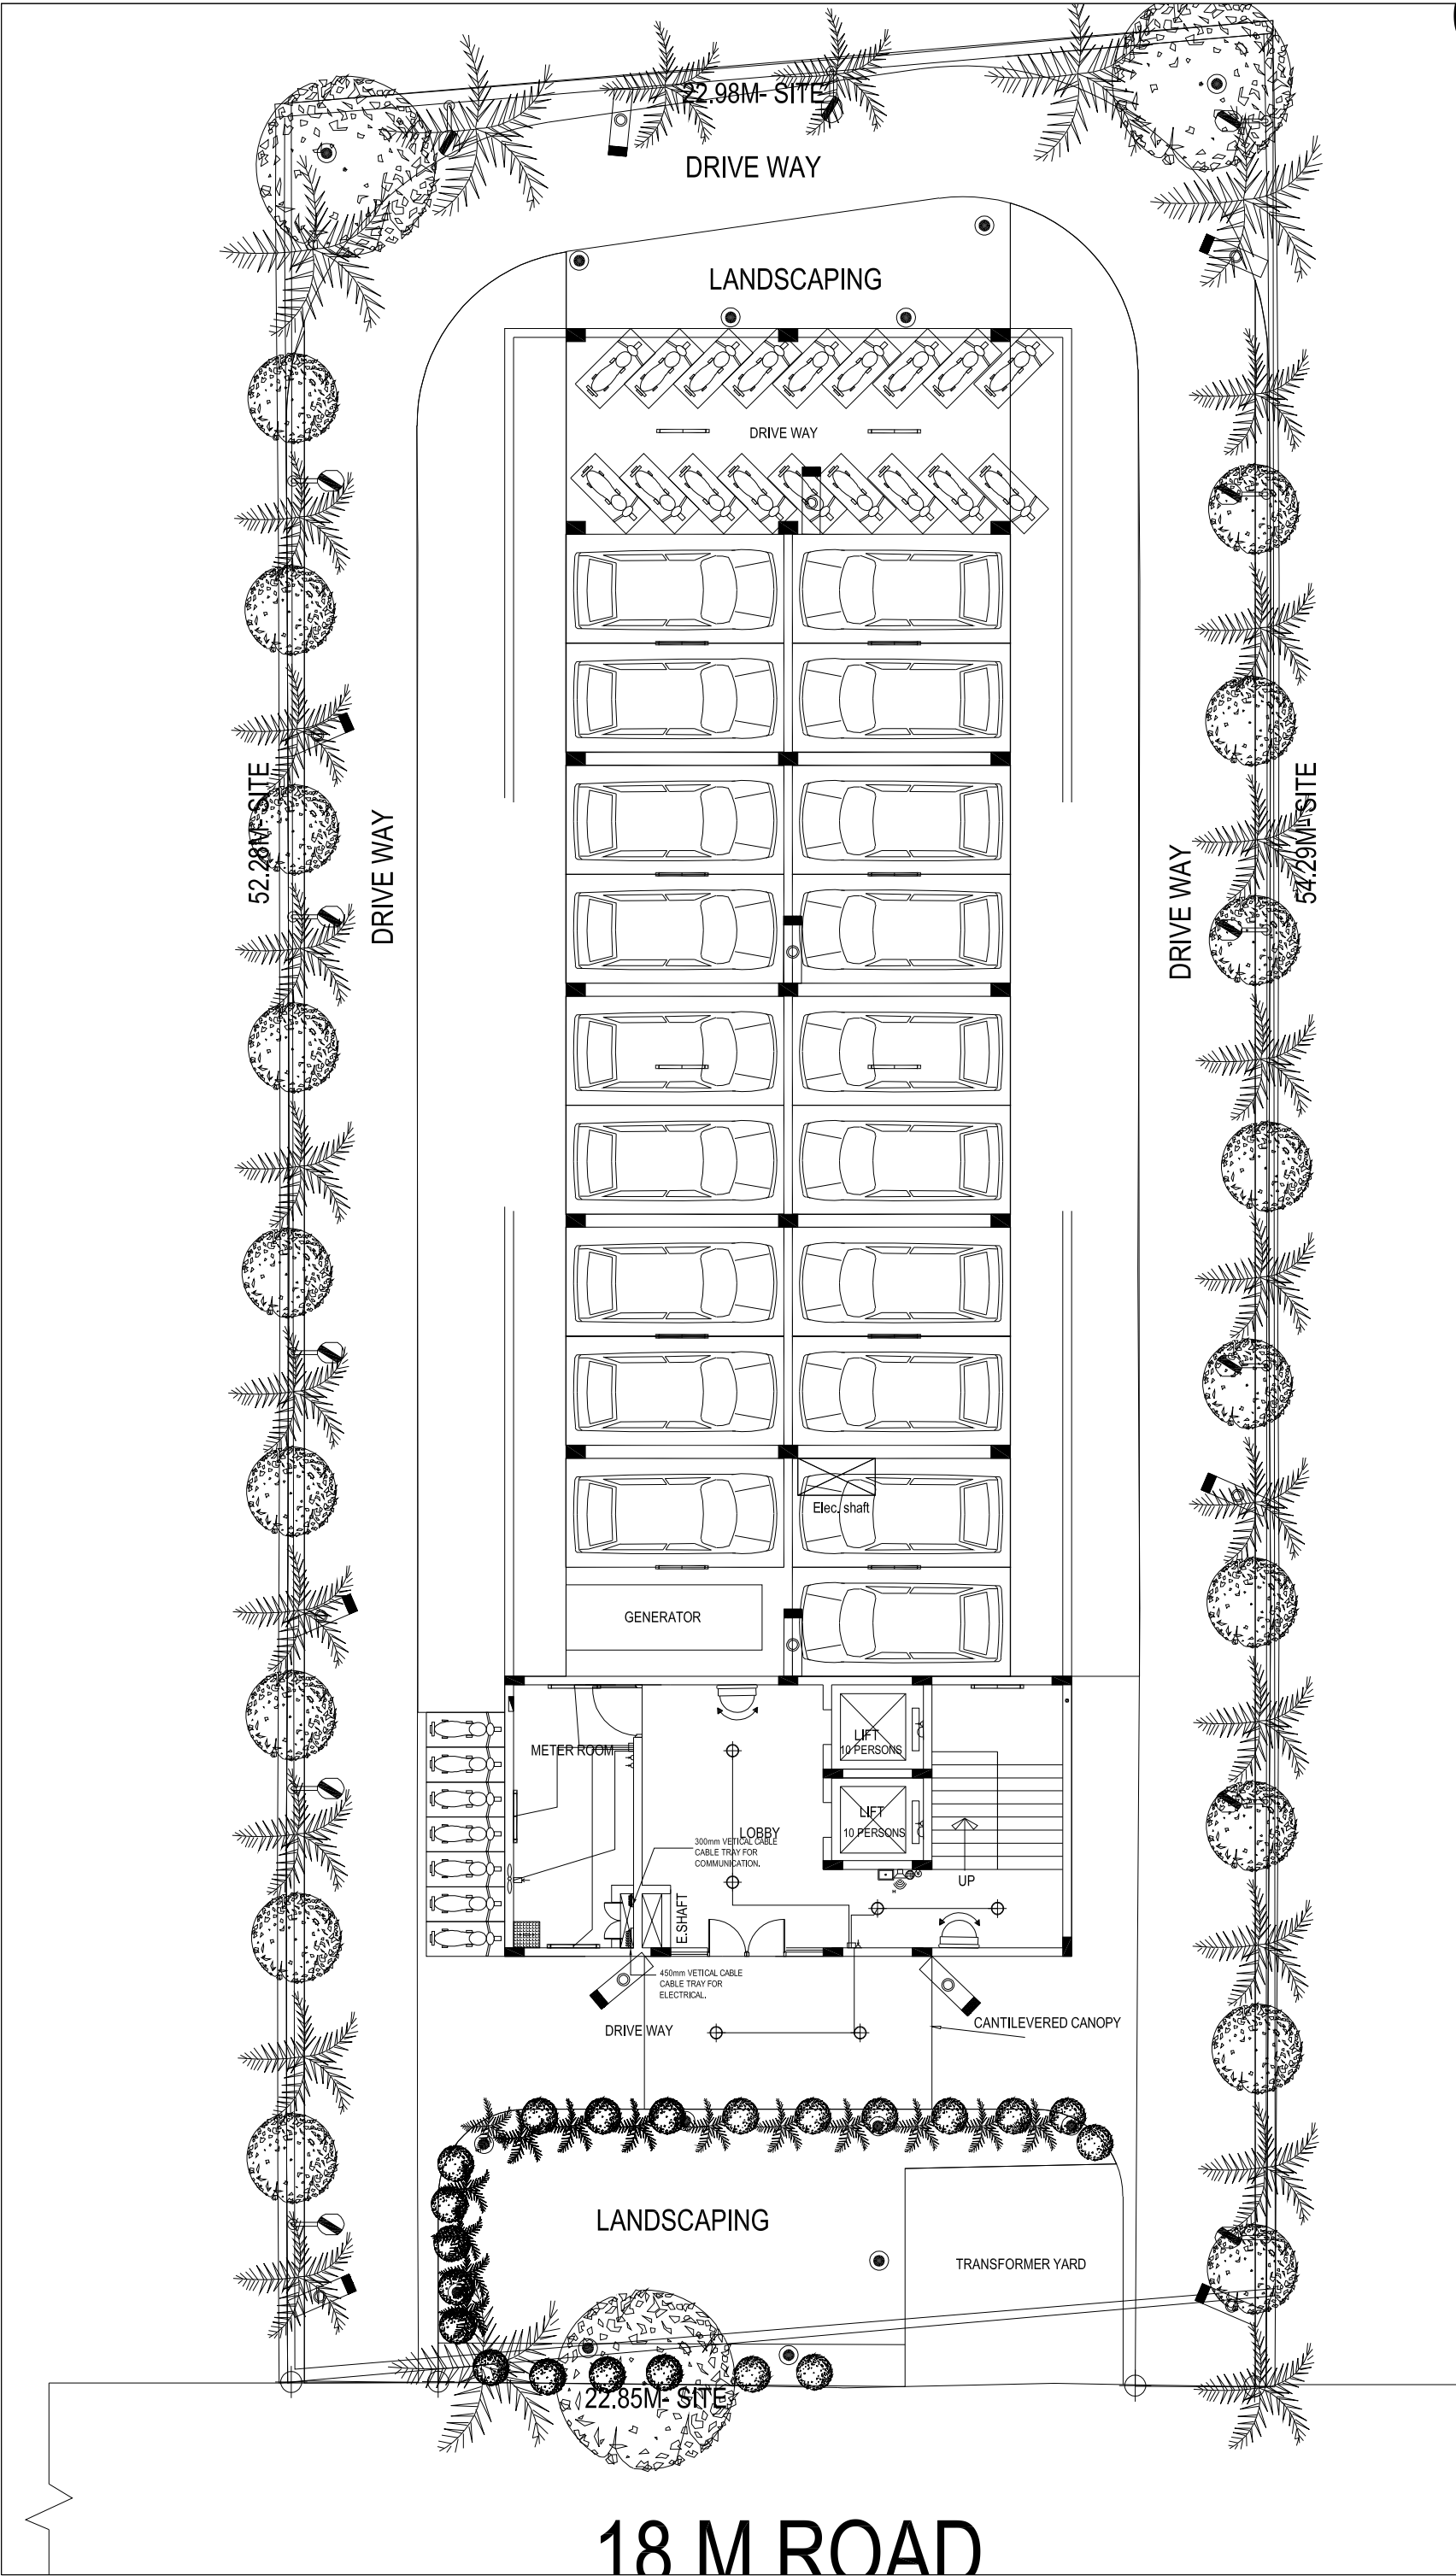 22.98M- SITE
DRIVE WAY
LANDSCAPING
DRIVE WAY
52.28M- SITE
DRIVE WAY
DRIVE WAY
54.29M- SITE
Elec. shaft
GENERATOR
METER ROOM
LIFT
10 PERSONS
LIFT
10 PERSONS
LOBBY
300mm VETICAL CABLE
CABLE TRAY FOR
COMMUNICATION.
UP
E.SHAFT
450mm VETICAL CABLE
CABLE TRAY FOR
ELECTRICAL.
DRIVE WAY
CANTILEVERED CANOPY
LANDSCAPING
TRANSFORMER YARD
22.85M- SITE
18 M ROAD